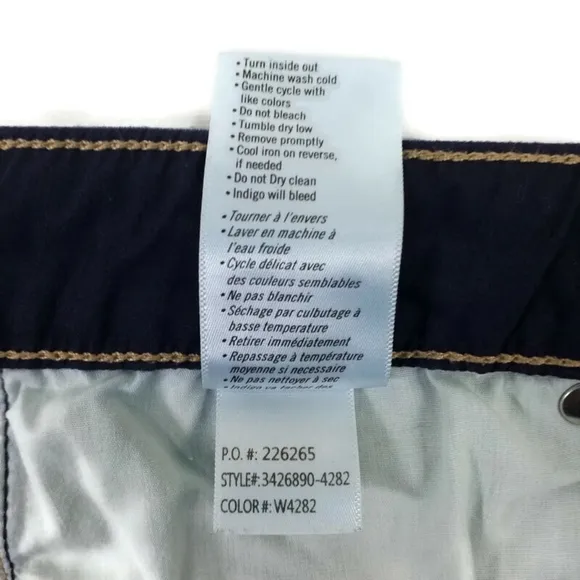 • Turn inside out
• Machine wash cold
• Gentle cycle with
like colors
• Do not bleach
• Tumble dry low
• Remove promptly
• Cool iron on reverse,
if needed
• Do not Dry clean
• Indigo will bleed
• Tourner à l'envers
• Laver en machine à
l'eau froide
• Cycle délicat avec
des couleurs semblables
• Ne pas blanchir
• Séchage par culbutage à
basse temperature
• Retirer immédiatement
• Repassage à température
moyenne si necessaire
• Ne pas nettoyer à sec
P.O. #: 226265
STYLE#:3426890-4282
COLOR#: W4282